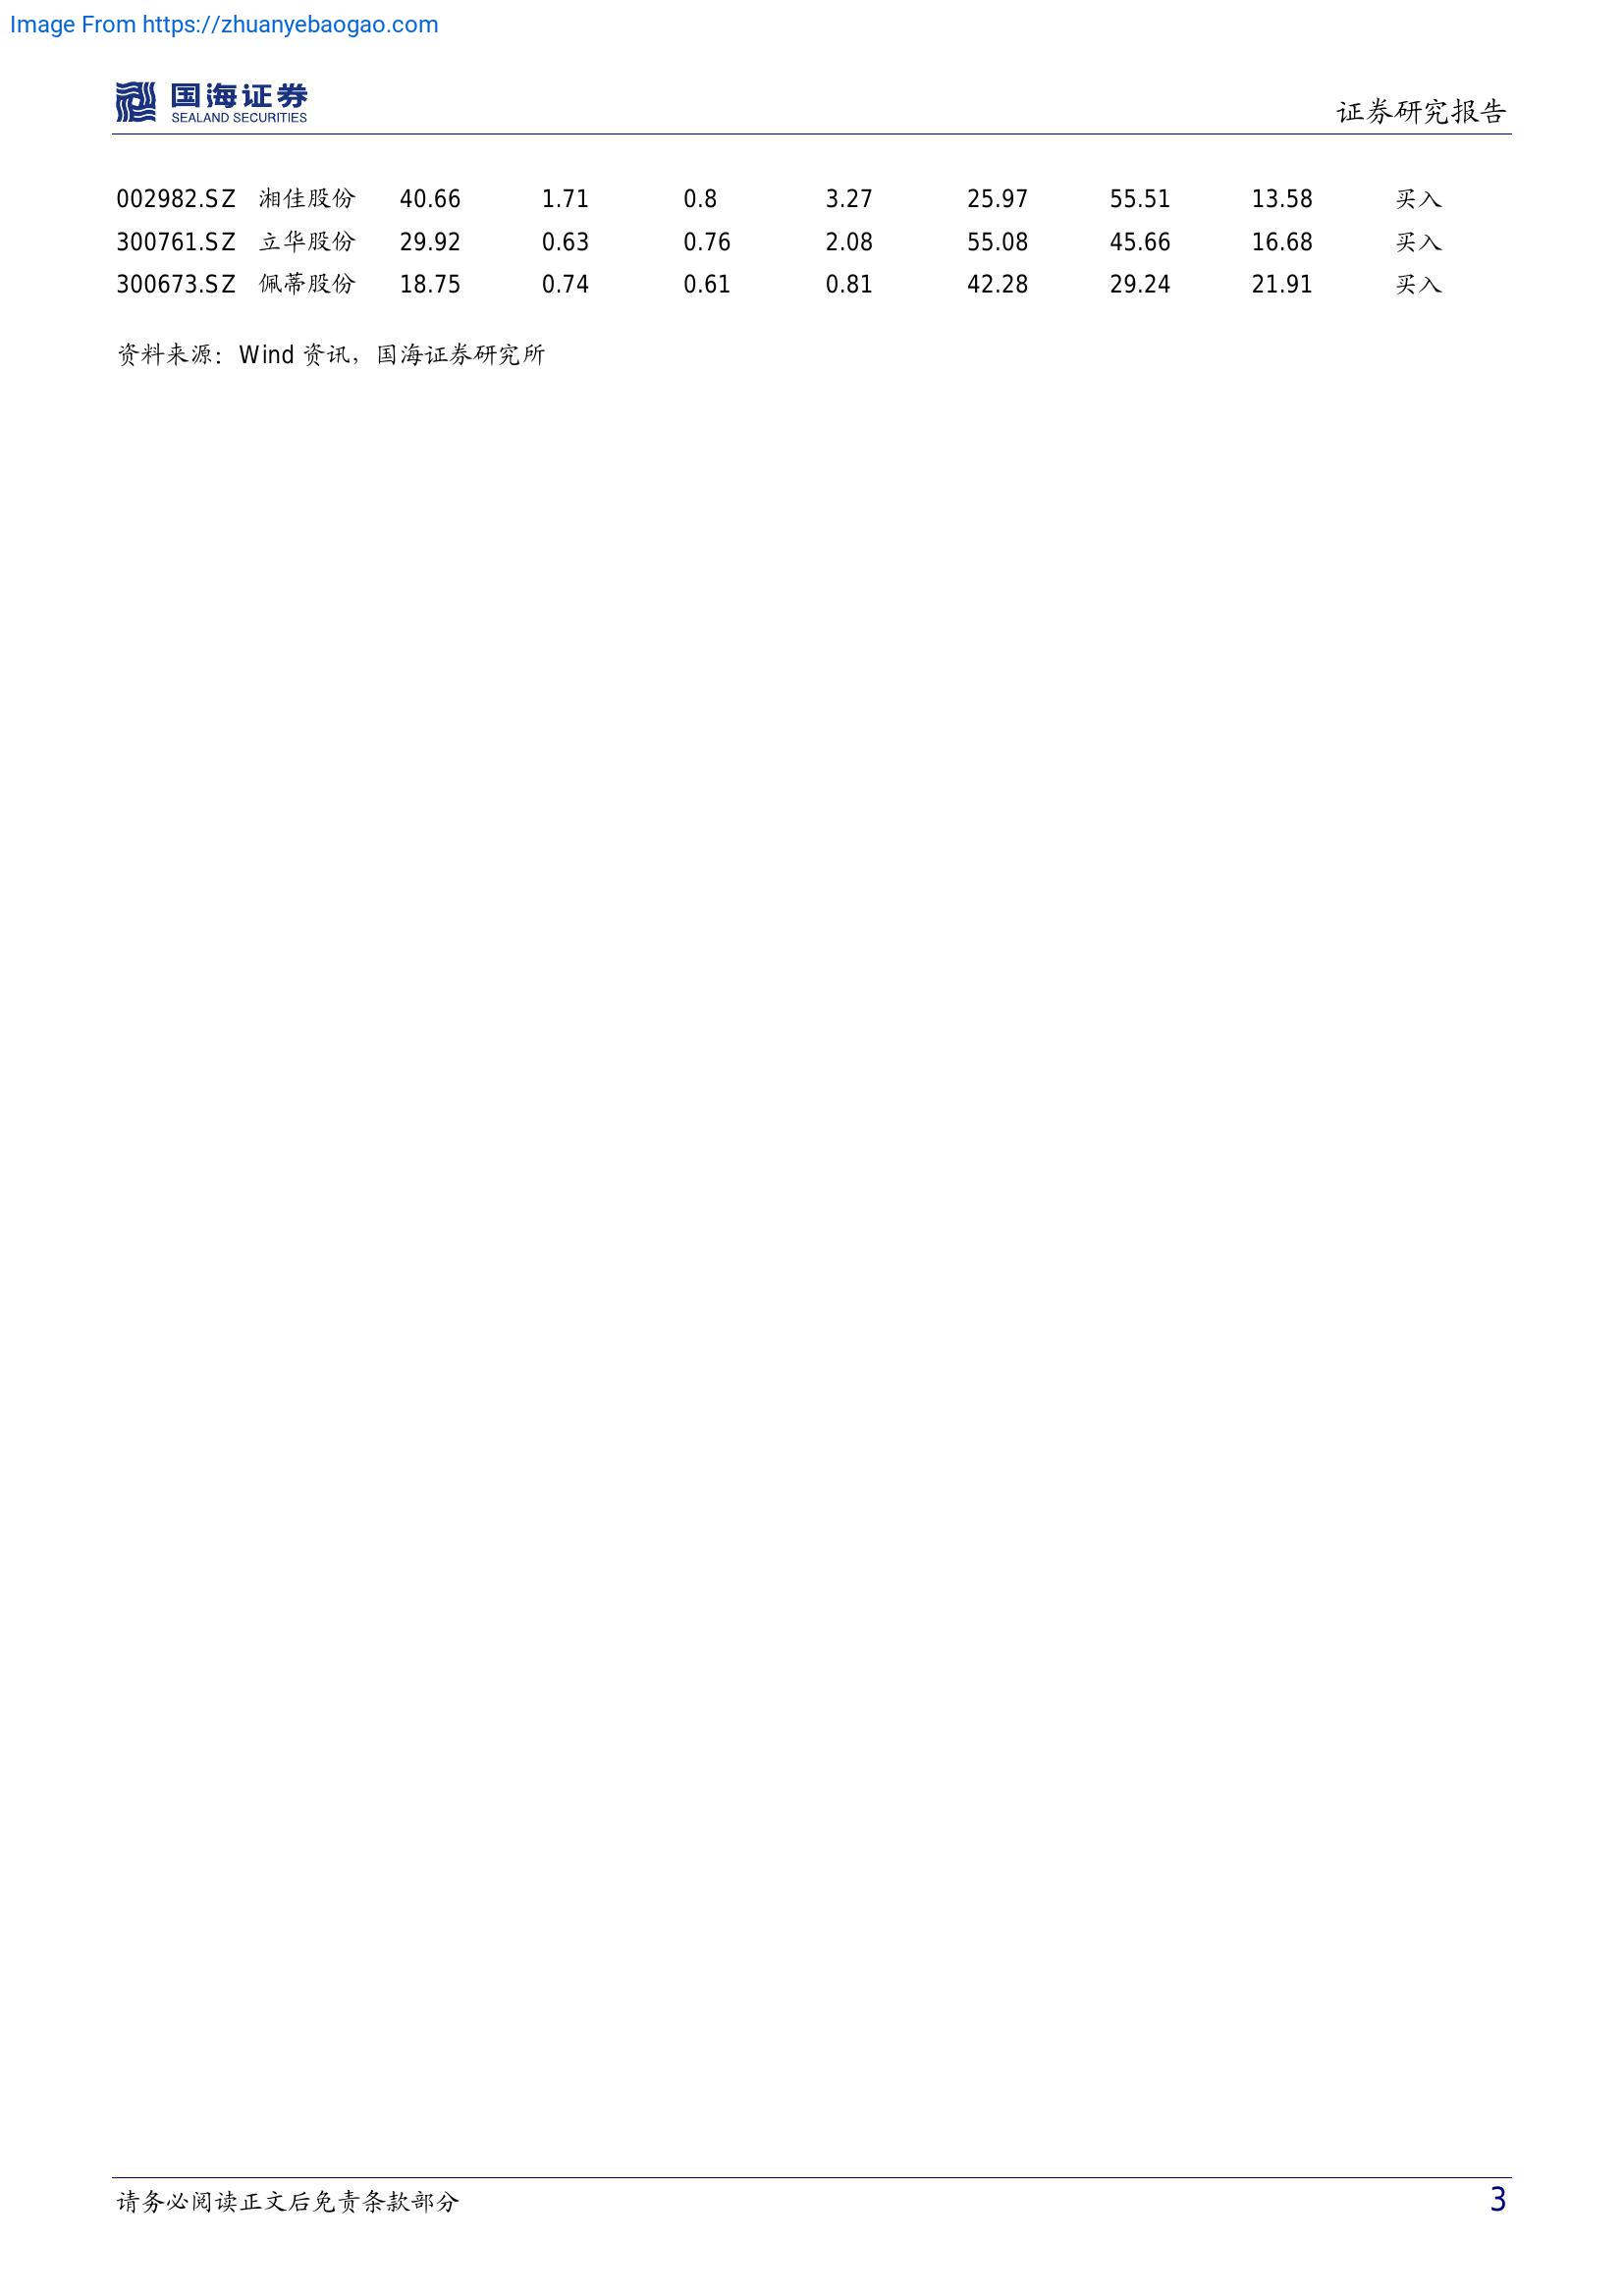 Image From https://zhuanyebaogao.com
国海证券
SEALAND SECURITIES
证券研究报告
002982.SZ 湘佳股份 40.66 1.71 0.8 3.27 25.97 55.51 13.58 买入
300761.SZ 立华股份 29.92 0.63 0.76 2.08 55.08 45.66 16.68 买入
300673.SZ 佩蒂股份 18.75 0.74 0.61 0.81 42.28 29.24 21.91 买入
资料来源：Wind 资讯，国海证券研究所
请务必阅读正文后免责条款部分 3